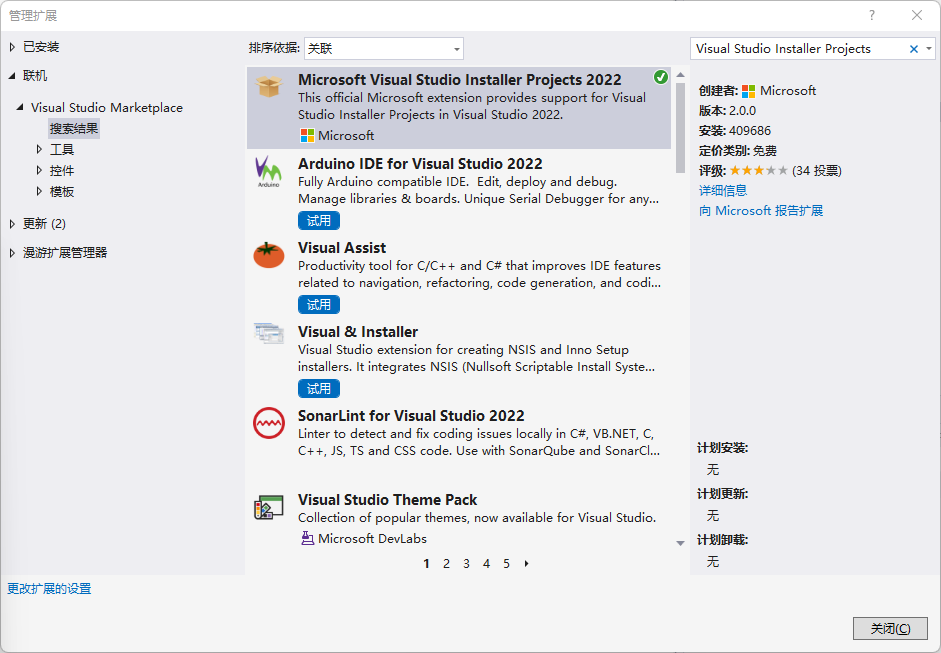 管理扩展
?
已安装
联机
Visual Studio Marketplace
搜索结果
工具
控件
模板
更新 (2)
漫游扩展管理器
更改扩展的设置
排序依据: 关联
Microsoft Visual Studio Installer Projects 2022
This official Microsoft extension provides support for Visual
Studio Installer Projects in Visual Studio 2022.
Microsoft
Arduino
Arduino IDE for Visual Studio 2022
Fully Arduino compatible IDE. Edit, deploy and debug.
Manage libraries & boards. Unique Serial Debugger for any...
试用
Visual Assist
Productivity tool for C/C++ and C# that improves IDE features
related to navigation, refactoring, code generation, and codi...
试用
Visual & Installer
Visual Studio extension for creating NSIS and Inno Setup
installers. It integrates NSIS (Nullsoft Scriptable Install Syste...
试用
SonarLint for Visual Studio 2022
Linter to detect and fix coding issues locally in C#, VB.NET, C,
C++, JS, TS and CSS code. Use with SonarQube and SonarCl...
Visual Studio Theme Pack
Collection of popular themes, now available for Visual Studio.
Microsoft DevLabs
1 2 3 4 5
Visual Studio Installer Projects
创建者: Microsoft
版本: 2.0.0
安装: 409686
定价类别: 免费
评级: ★★★★★ (34 投票)
详细信息
向 Microsoft 报告扩展
计划安装:
无
计划更新:
无
计划卸载:
无
关闭(C)